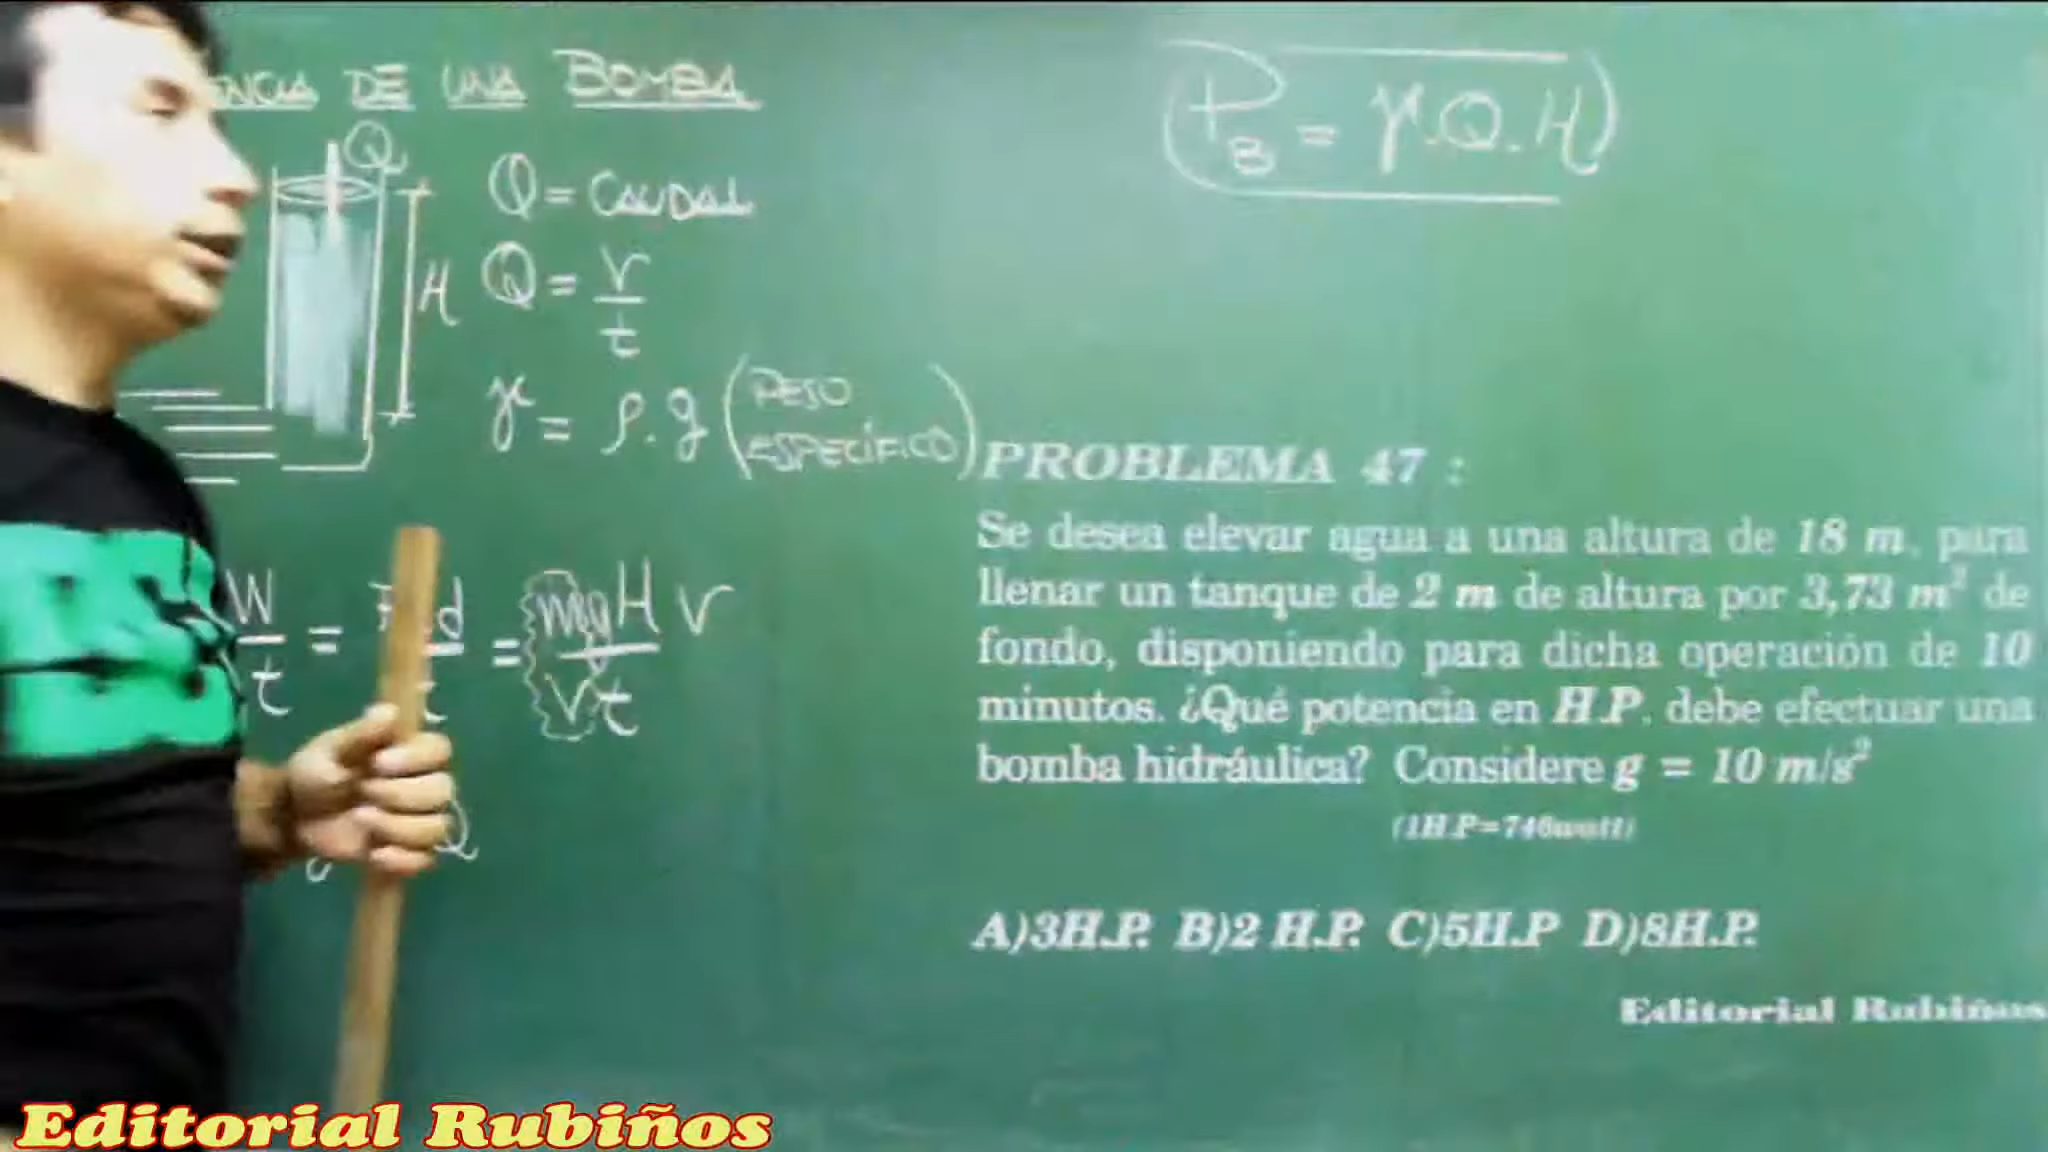 DE UNA BOMBA
Q
H
Q = CAUDAL
Q = V
t
γ = ρ.g (PESO
ESPECÍFICO)
W
t
=
d
t
= mgH V
V t
Q
P_B = γ.Q.H
PROBLEMA 47 :
Se desea elevar agua a una altura de 18 m, para
llenar un tanque de 2 m de altura por 3,73 m² de
fondo, disponiendo para dicha operación de 10
minutos. ¿Qué potencia en H.P. debe efectuar una
bomba hidráulica? Considere g = 10 m/s²
(1H.P=746watt)
A)3H.P. B)2 H.P. C)5H.P D)8H.P.
Editorial Rubiños
Editorial Rubiños